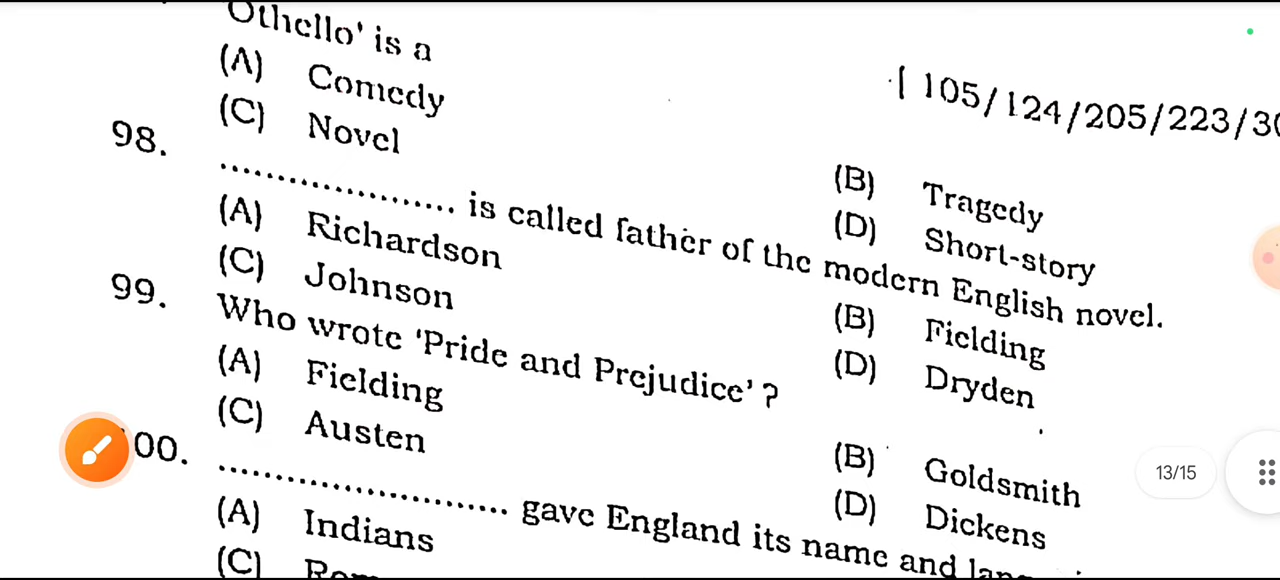 Othello' is a
(A) Comedy
(B) Tragedy
(C) Novel
(D) Short-story
[ 105/124/205/223/30
98. .................... is called father of the modern English novel.
(A) Richardson
(B) Fielding
(C) Johnson
(D) Dryden
99. Who wrote 'Pride and Prejudice' ?
(A) Fielding
(B) Goldsmith
(C) Austen
(D) Dickens
00. .......................... gave England its name and
(A) Indians
(C)
13/15